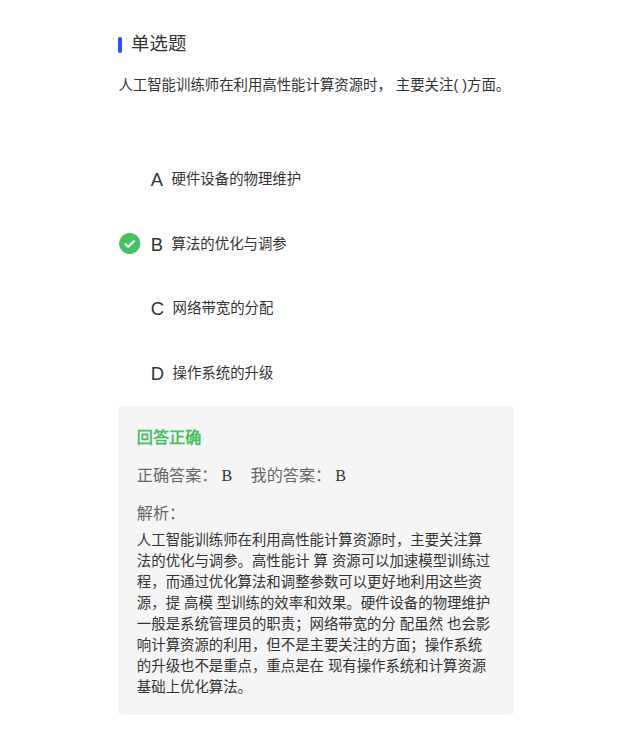 单选题
人工智能训练师在利用高性能计算资源时， 主要关注( )方面。
A 硬件设备的物理维护
B 算法的优化与调参
C 网络带宽的分配
D 操作系统的升级
回答正确
正确答案： B 我的答案： B
解析：
人工智能训练师在利用高性能计算资源时，主要关注算
法的优化与调参。高性能计 算 资源可以加速模型训练过
程，而通过优化算法和调整参数可以更好地利用这些资
源，提 高模 型训练的效率和效果。硬件设备的物理维护
一般是系统管理员的职责；网络带宽的分 配虽然 也会影
响计算资源的利用，但不是主要关注的方面；操作系统
的升级也不是重点，重点是在 现有操作系统和计算资源
基础上优化算法。